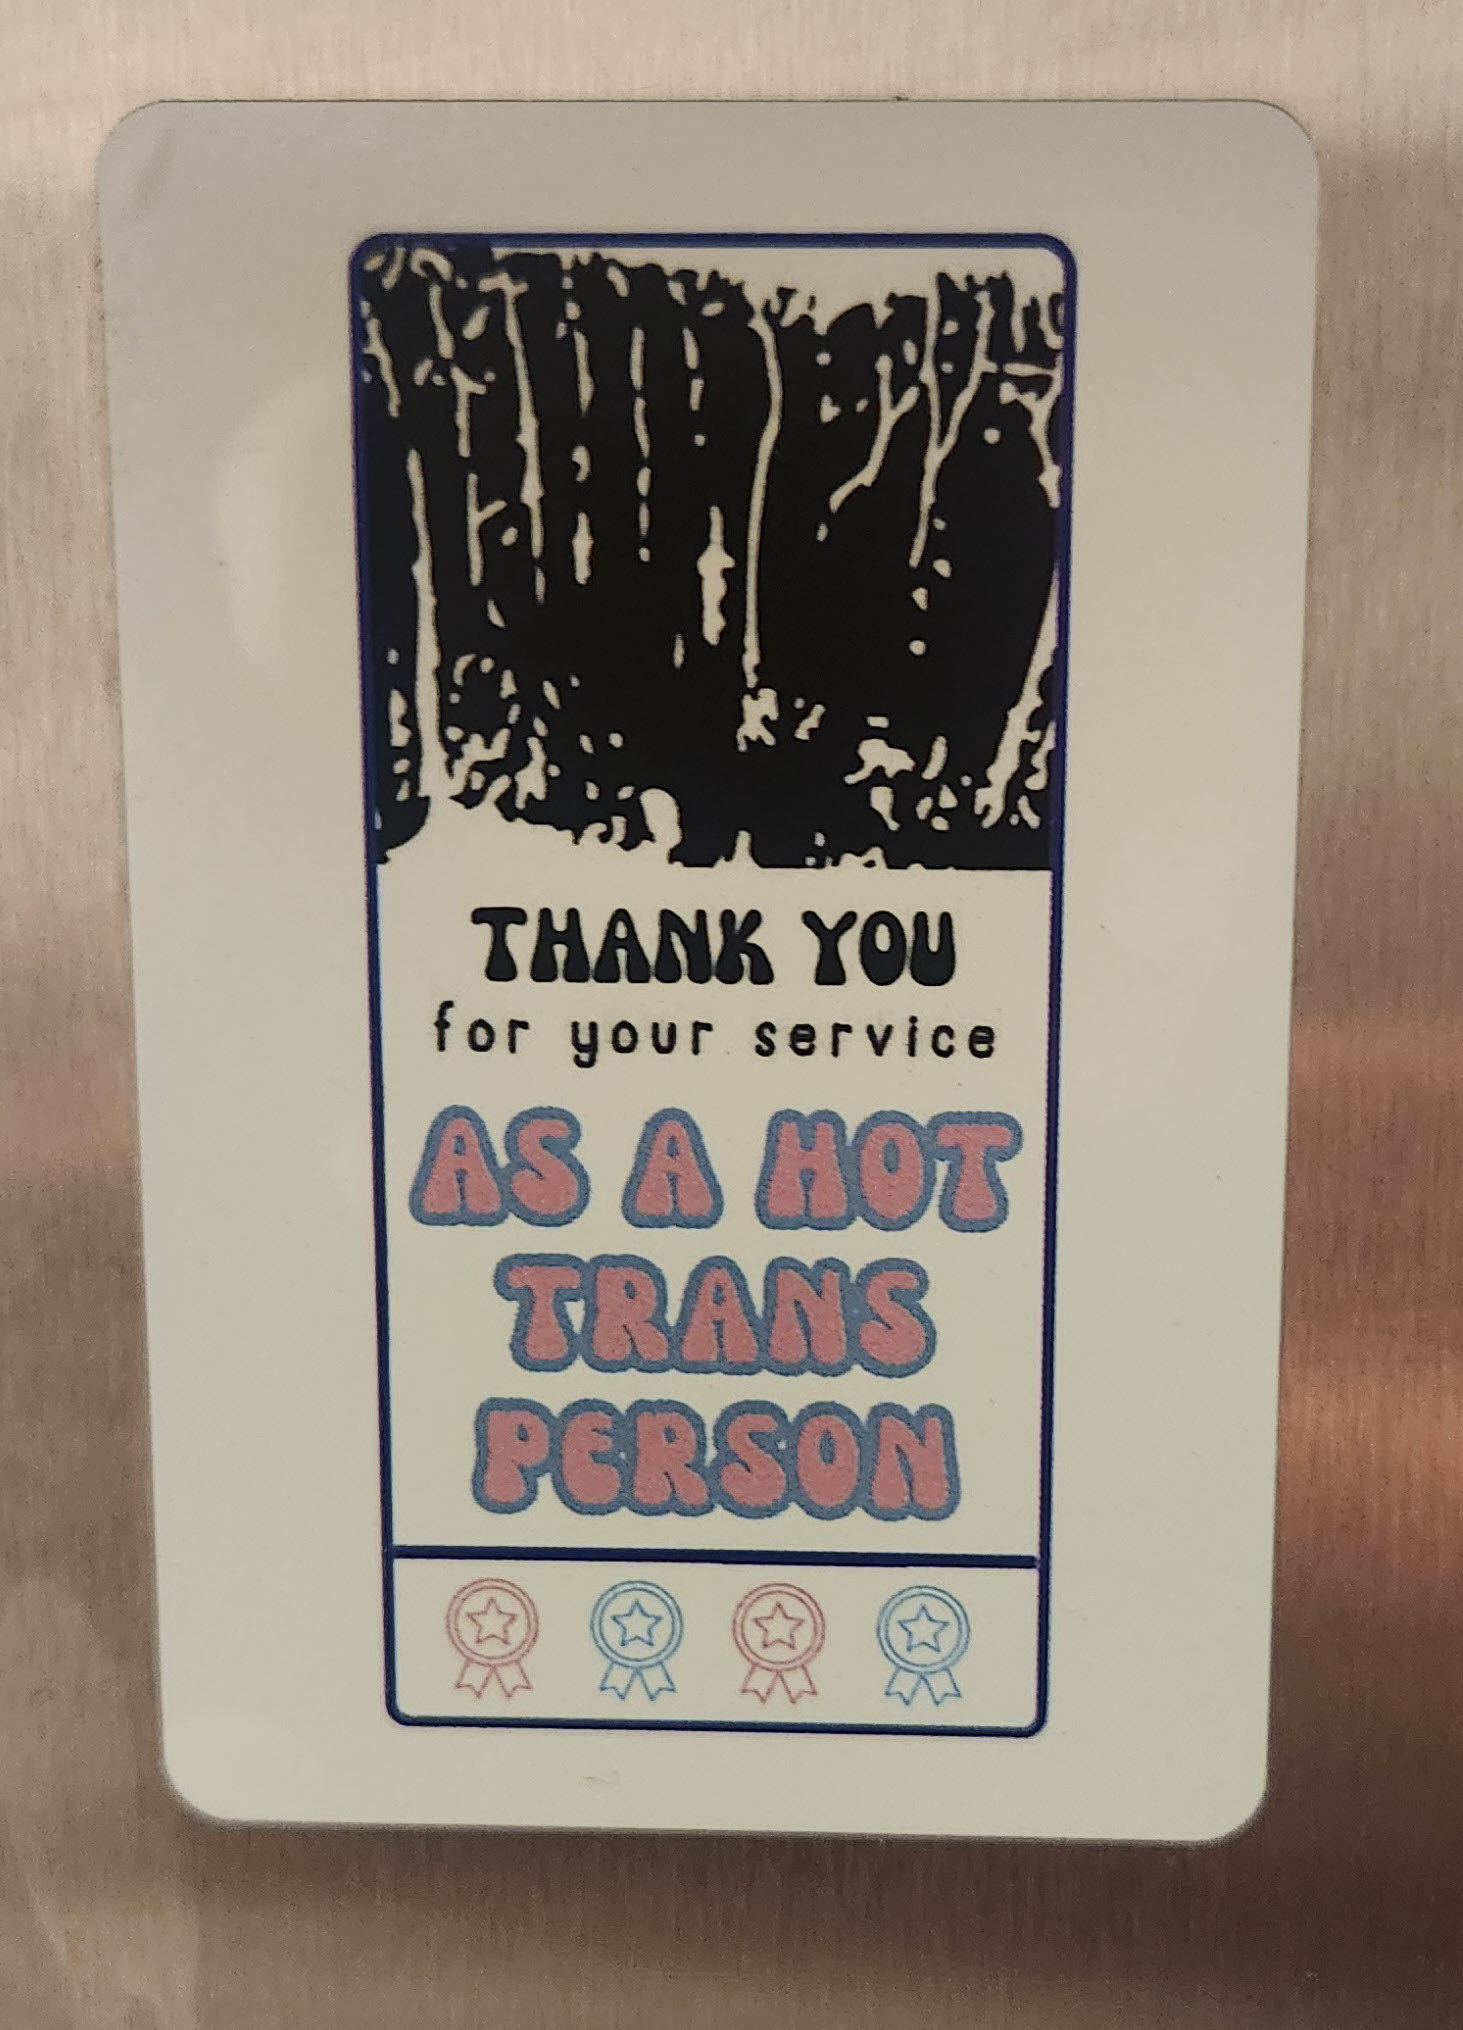 THANK YOU
for your service
AS A HOT
TRANS
PERSON